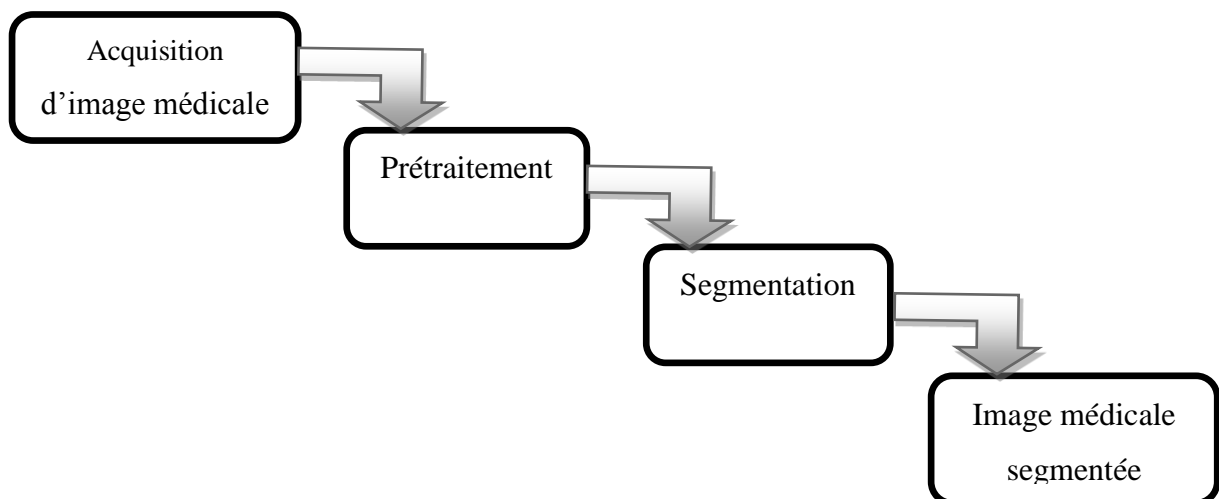 Acquisition
d’image médicale
Prétraitement
Segmentation
Image médicale
segmentée